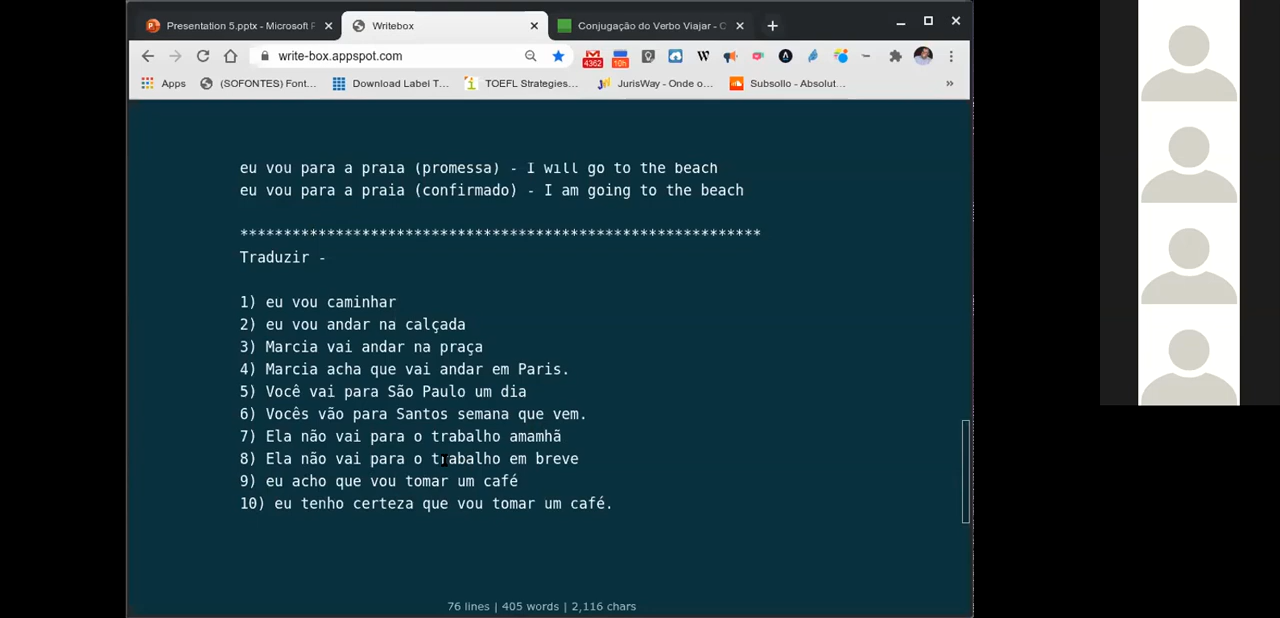 Presentation 5.pptx - Microsoft P
Writebox
Conjugação do Verbo Viajar - C
write-box.appspot.com
4362
10h
W
Apps
(SOFONTES) Font...
Download Label T...
TOEFL Strategies...
JurisWay - Onde o...
Subsollo - Absolut...
»
eu vou para a praia (promessa) - I will go to the beach
eu vou para a praia (confirmado) - I am going to the beach
************************************************************
Traduzir -
1) eu vou caminhar
2) eu vou andar na calçada
3) Marcia vai andar na praça
4) Marcia acha que vai andar em Paris.
5) Você vai para São Paulo um dia
6) Vocês vão para Santos semana que vem.
7) Ela não vai para o trabalho amamhã
8) Ela não vai para o trabalho em breve
9) eu acho que vou tomar um café
10) eu tenho certeza que vou tomar um café.
76 lines | 405 words | 2,116 chars